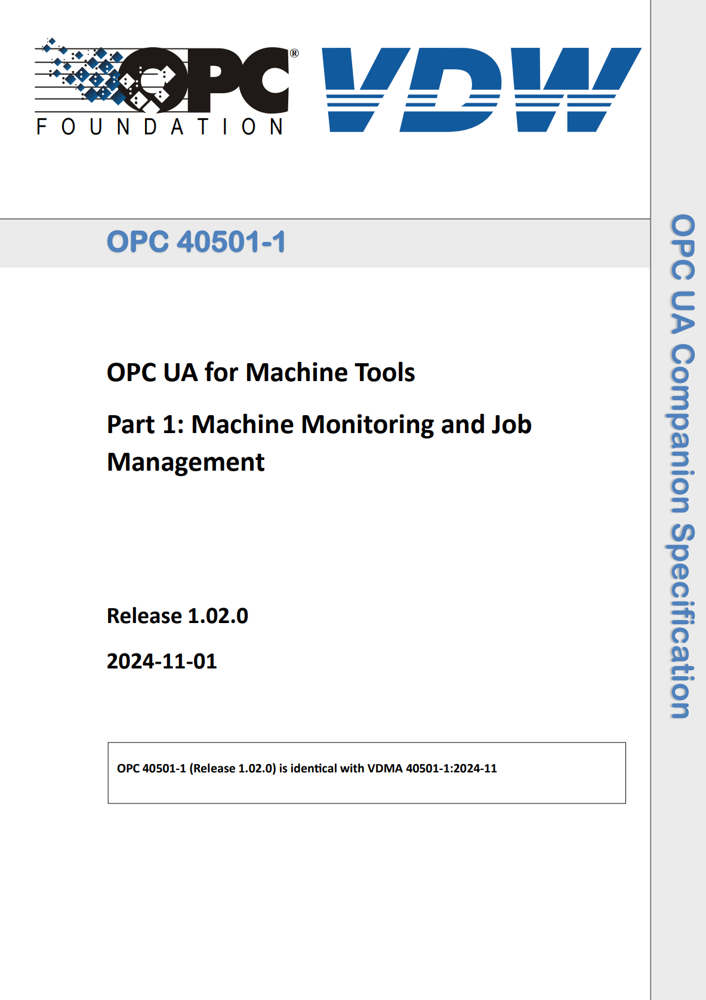 OPC®
FOUNDATION
VDW
OPC 40501-1
OPC UA for Machine Tools
Part 1: Machine Monitoring and Job
Management
Release 1.02.0
2024-11-01
OPC 40501-1 (Release 1.02.0) is identical with VDMA 40501-1:2024-11
OPC UA Companion Specification